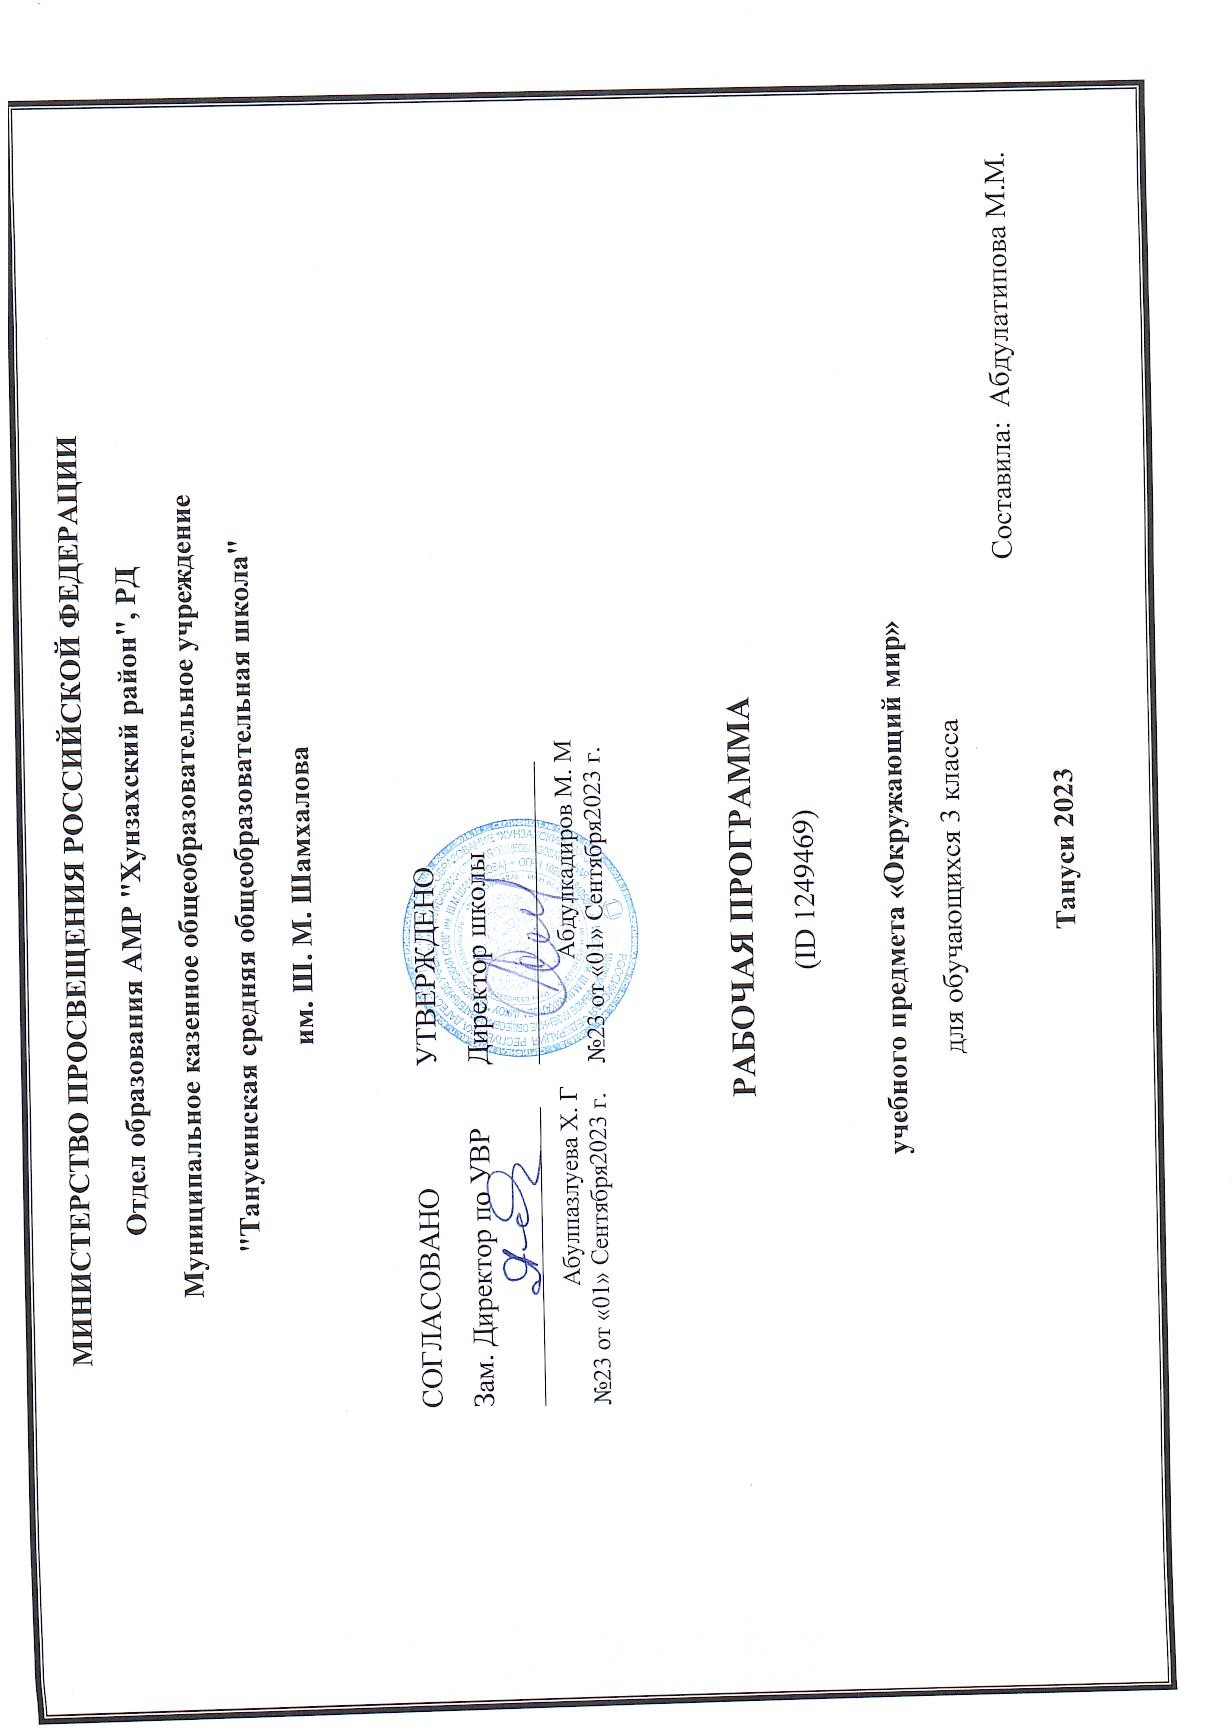 МИНИСТЕРСТВО ПРОСВЕЩЕНИЯ РОССИЙСКОЙ ФЕДЕРАЦИИ
Отдел образования АМР "Хунзахский район", РД
Муниципальное казенное общеобразовательное учреждение
"Танусинская средняя общеобразовательная школа"
им. Ш. М. Шамхалова
СОГЛАСОВАНО
Зам. Директор по УВР
Абулпазлуева Х. Г
№23 от «01» Сентября2023 г.
УТВЕРЖДЕНО
Директор школы
Абдулкадиров М. М
№23 от «01» Сентября2023 г.
РАБОЧАЯ ПРОГРАММА
(ID 1249469)
учебного предмета «Окружающий мир»
для обучающихся 3 класса
Составила: Абдулатипова М.М.
Тануси 2023